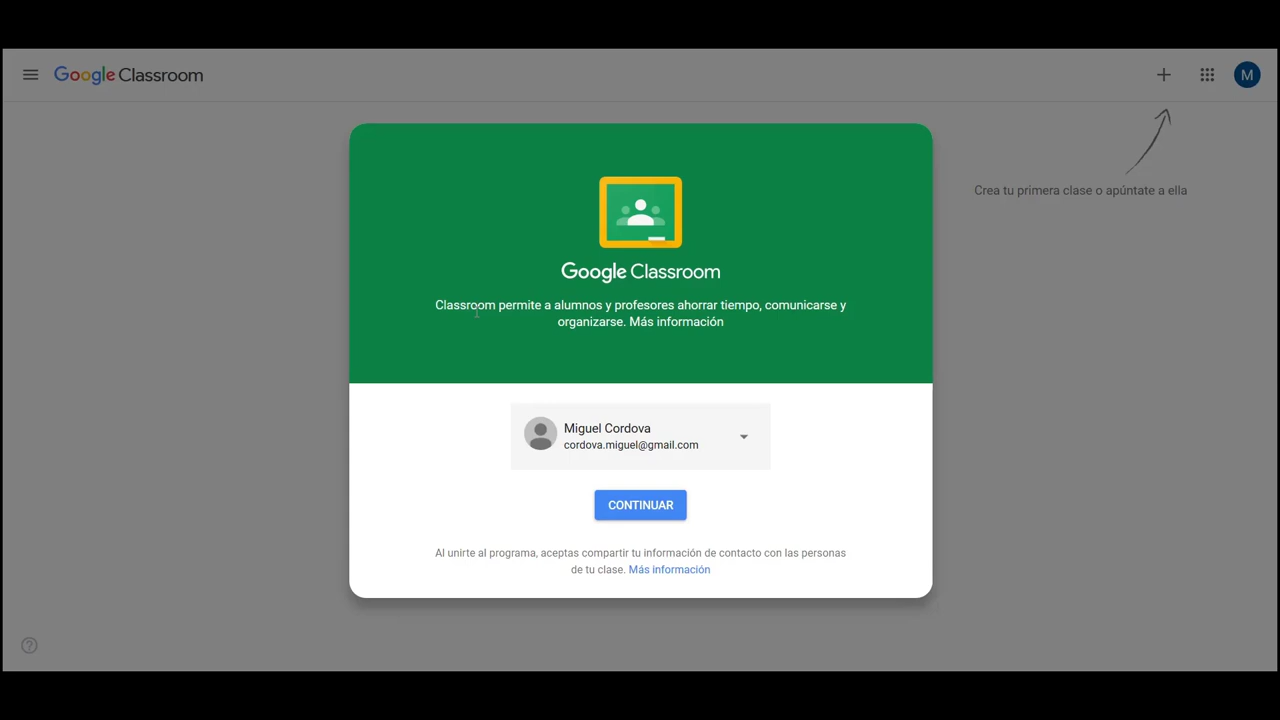 Google Classroom
M
Crea tu primera clase o apúntate a ella
Google Classroom
Classroom permite a alumnos y profesores ahorrar tiempo, comunicarse y
organizarse. Más información
Miguel Cordova
cordova.miguel@gmail.com
CONTINUAR
Al unirte al programa, aceptas compartir tu información de contacto con las personas
de tu clase. Más información
?